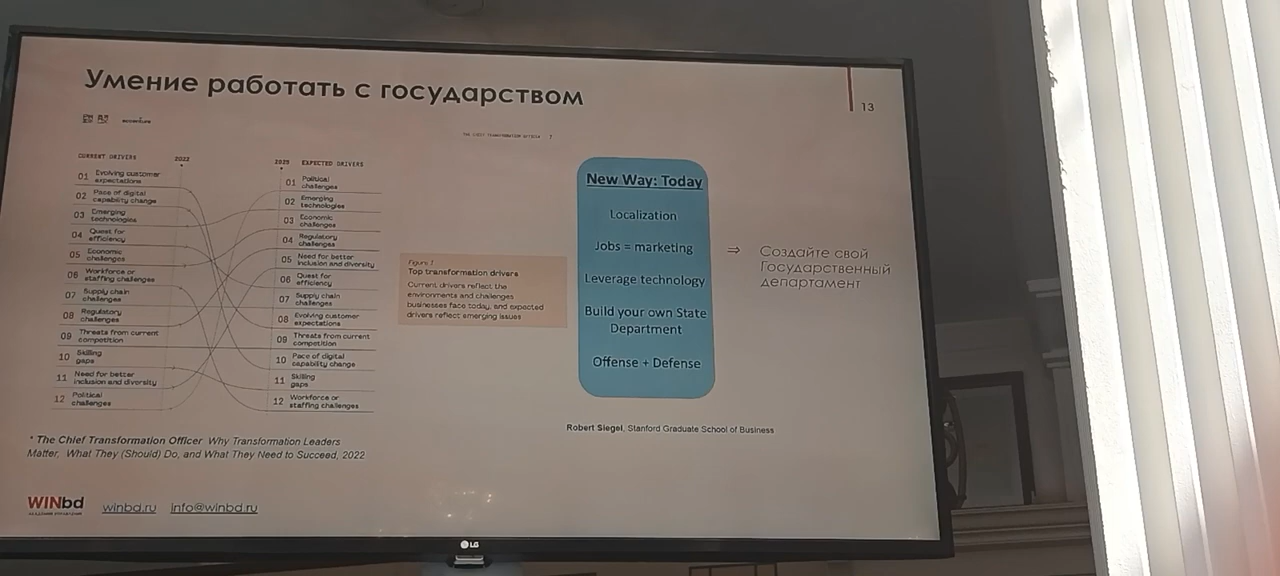 Умение работать с государством
13
accenture
THE CHIEF TRANSFORMATION OFFICER 7
CURRENT DRIVERS 2022
01 Evolving customer
expectations
02 Pace of digital
capability change
03 Emerging
technologies
04 Quest for
efficiency
05 Economic
challenges
06 Workforce or
staffing challenges
07 Supply chain
challenges
08 Regulatory
challenges
09 Threats from current
competition
10 Skilling
gaps
11 Need for better
inclusion and diversity
12 Political
challenges
2025 EXPECTED DRIVERS
01 Political
challenges
02 Emerging
technologies
03 Economic
challenges
04 Regulatory
challenges
05 Need for better
inclusion and diversity
06 Quest for
efficiency
07 Supply chain
challenges
08 Evolving customer
expectations
09 Threats from current
competition
10 Pace of digital
capability change
11 Skilling
gaps
12 Workforce or
staffing challenges
Figure 1
Top transformation drivers
Current drivers reflect the
environments and challenges
businesses face today, and expected
drivers reflect emerging issues
New Way: Today
Localization
Jobs = marketing
Leverage technology
Build your own State
Department
Offense + Defense
⇒ Создайте свой
Государственный
департамент
Robert Siegel, Stanford Graduate School of Business
* The Chief Transformation Officer Why Transformation Leaders
Matter, What They (Should) Do, and What They Need to Succeed, 2022
WINbd
winbd.ru info@winbd.ru
LG